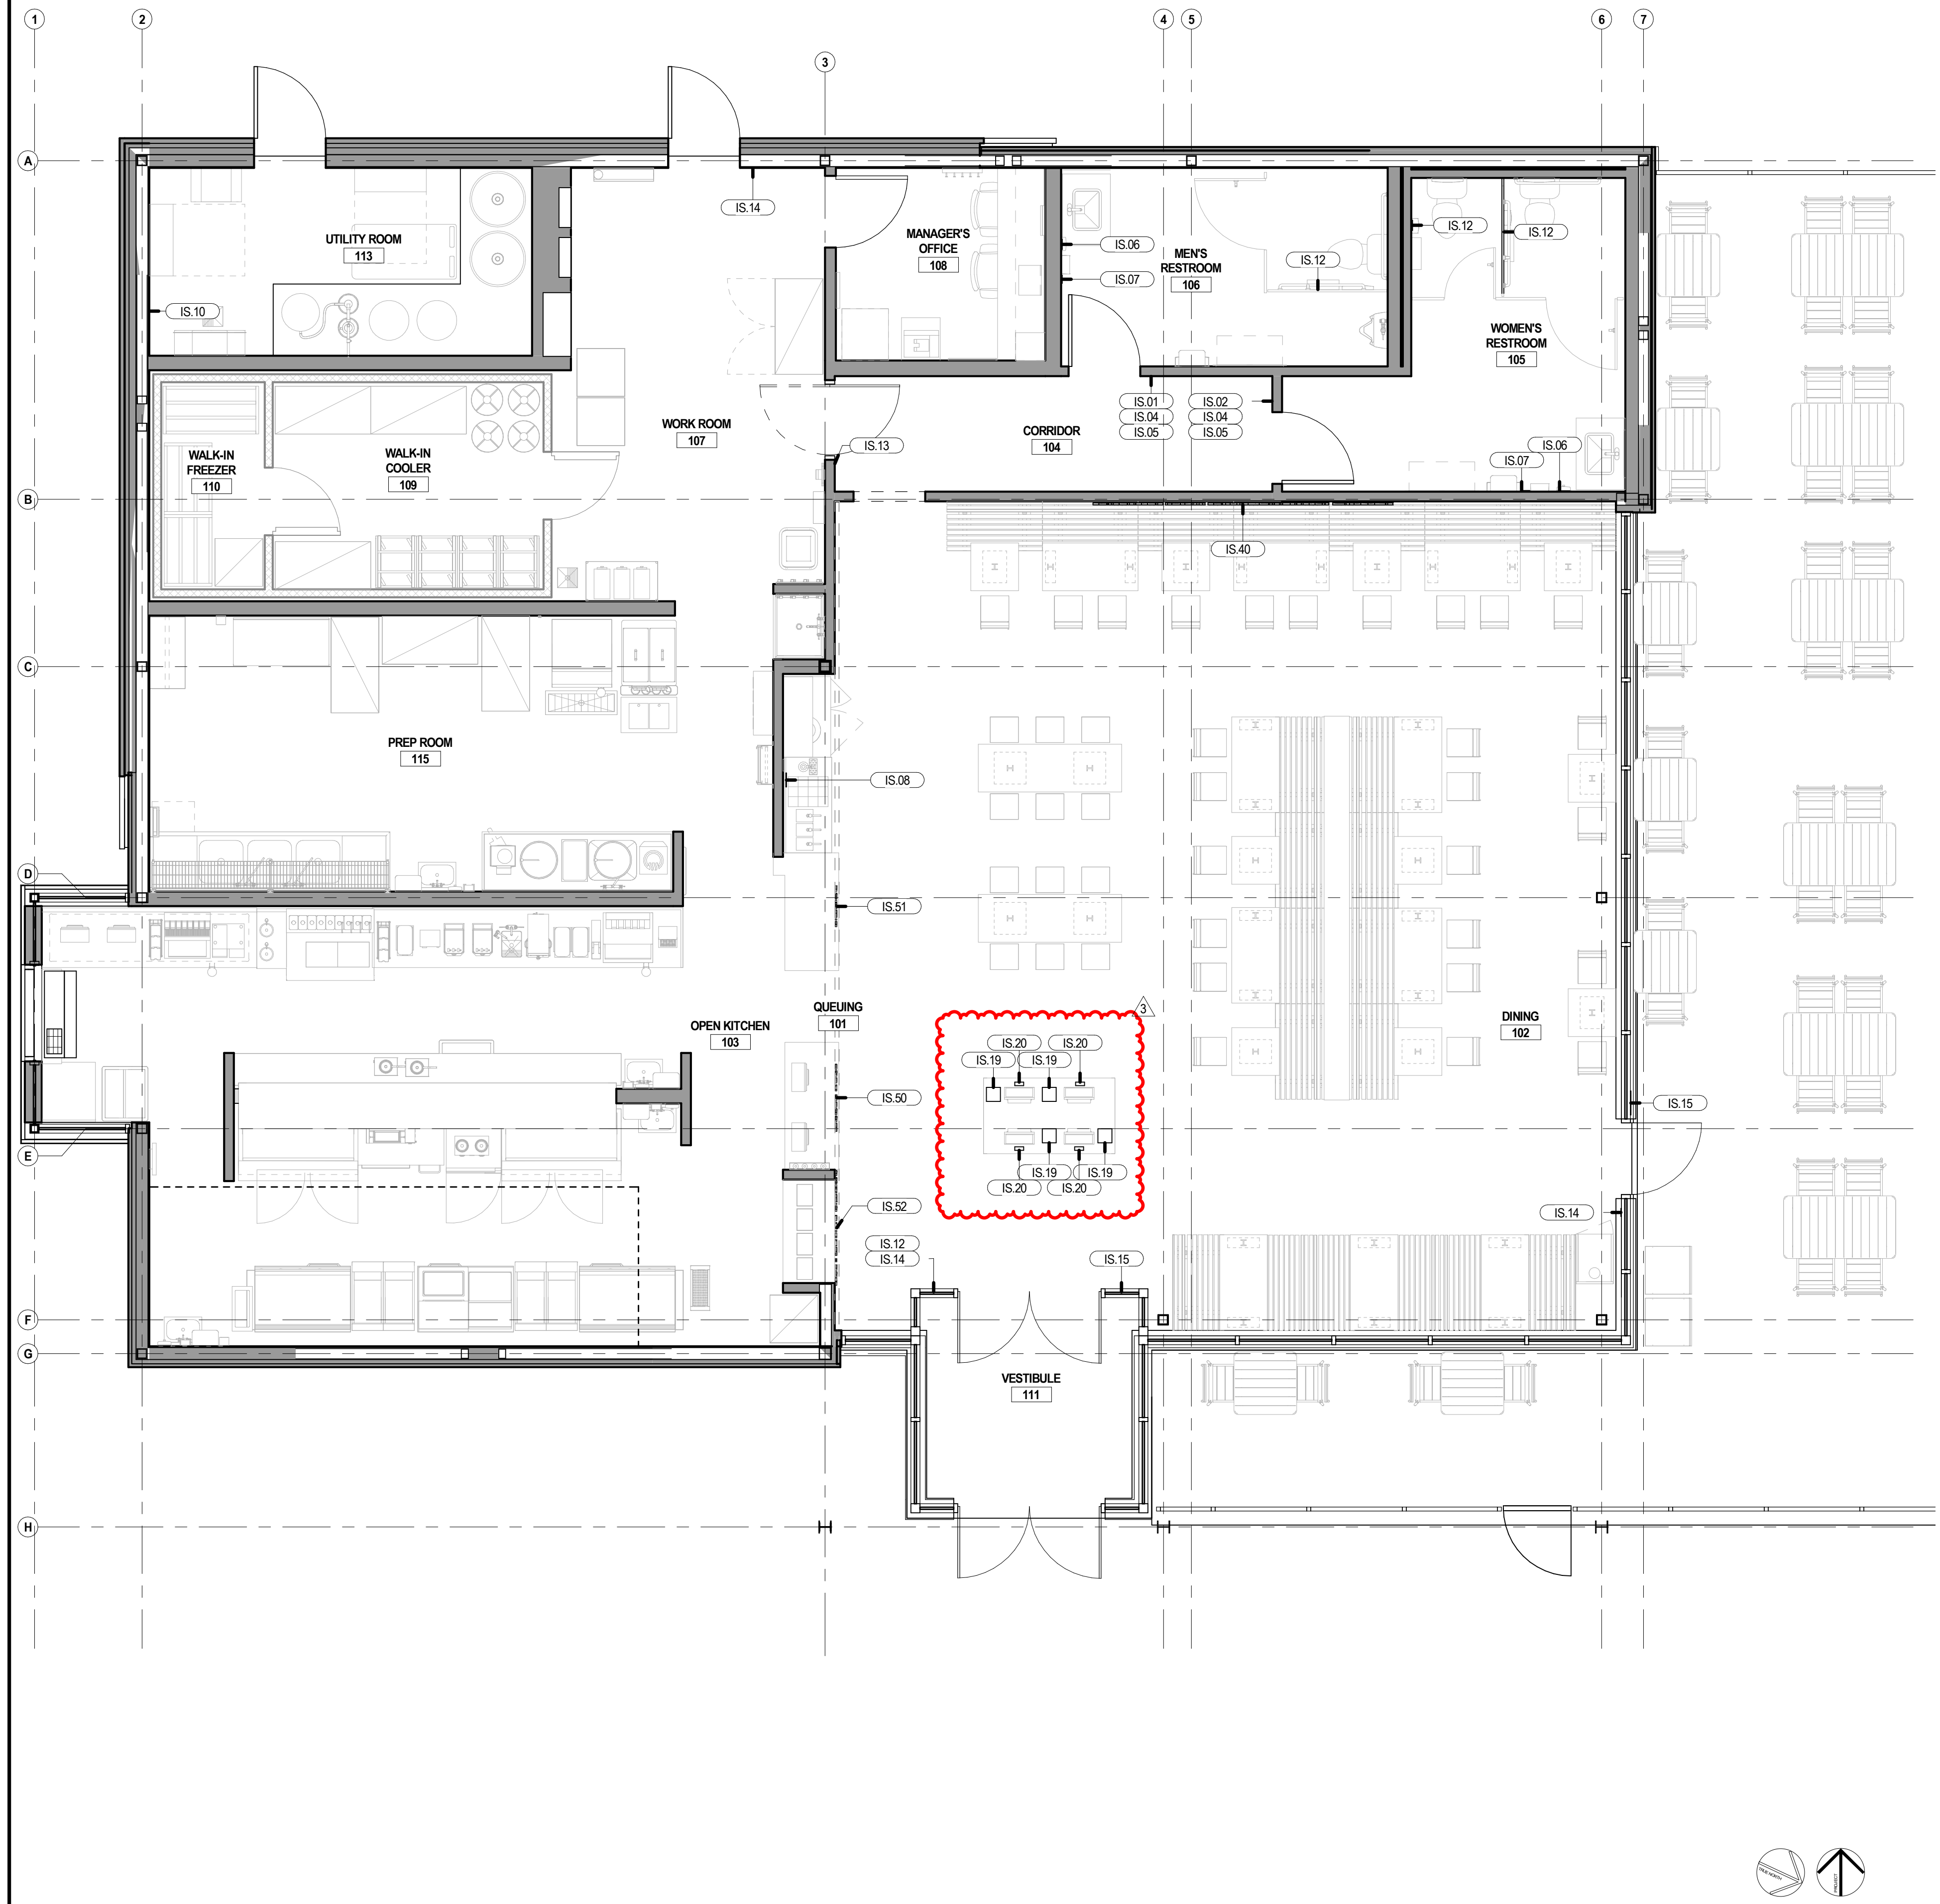 1
2
3
4
5
6
7
A
B
C
D
E
F
G
H
IS.14
UTILITY ROOM
113
MANAGER'S
OFFICE
108
IS.06
IS.07
MEN'S
RESTROOM
106
IS.12
IS.12
IS.12
IS.10
WOMEN'S
RESTROOM
105
WORK ROOM
107
CORRIDOR
104
IS.01
IS.04
IS.05
IS.02
IS.04
IS.05
IS.13
IS.06
IS.07
WALK-IN
FREEZER
110
WALK-IN
COOLER
109
IS.40
PREP ROOM
115
IS.08
IS.51
QUEUING
101
OPEN KITCHEN
103
3
DINING
102
IS.20
IS.20
IS.19
IS.19
IS.50
IS.15
IS.19
IS.19
IS.20
IS.20
IS.52
IS.14
IS.12
IS.14
IS.15
VESTIBULE
111
TRUE NORTH
PROJECT